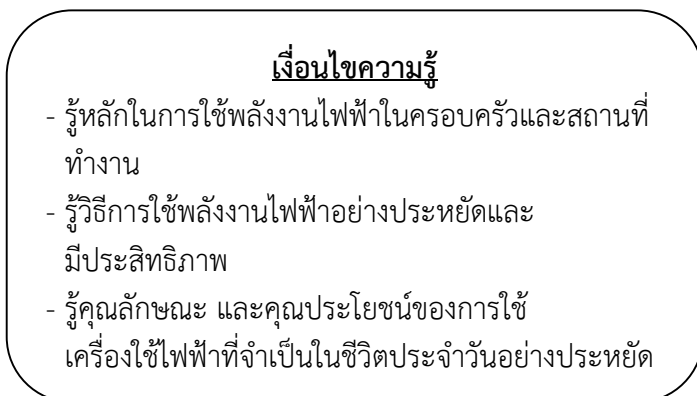 เงื่อนไขความรู้
- รู้หลักในการใช้พลังงานไฟฟ้าในครอบครัวและสถานที่
ทำงาน
- รู้วิธีการใช้พลังงานไฟฟ้าอย่างประหยัดและ
มีประสิทธิภาพ
- รู้คุณลักษณะ และคุณประโยชน์ของการใช้
เครื่องใช้ไฟฟ้าที่จำเป็นในชีวิตประจำวันอย่างประหยัด